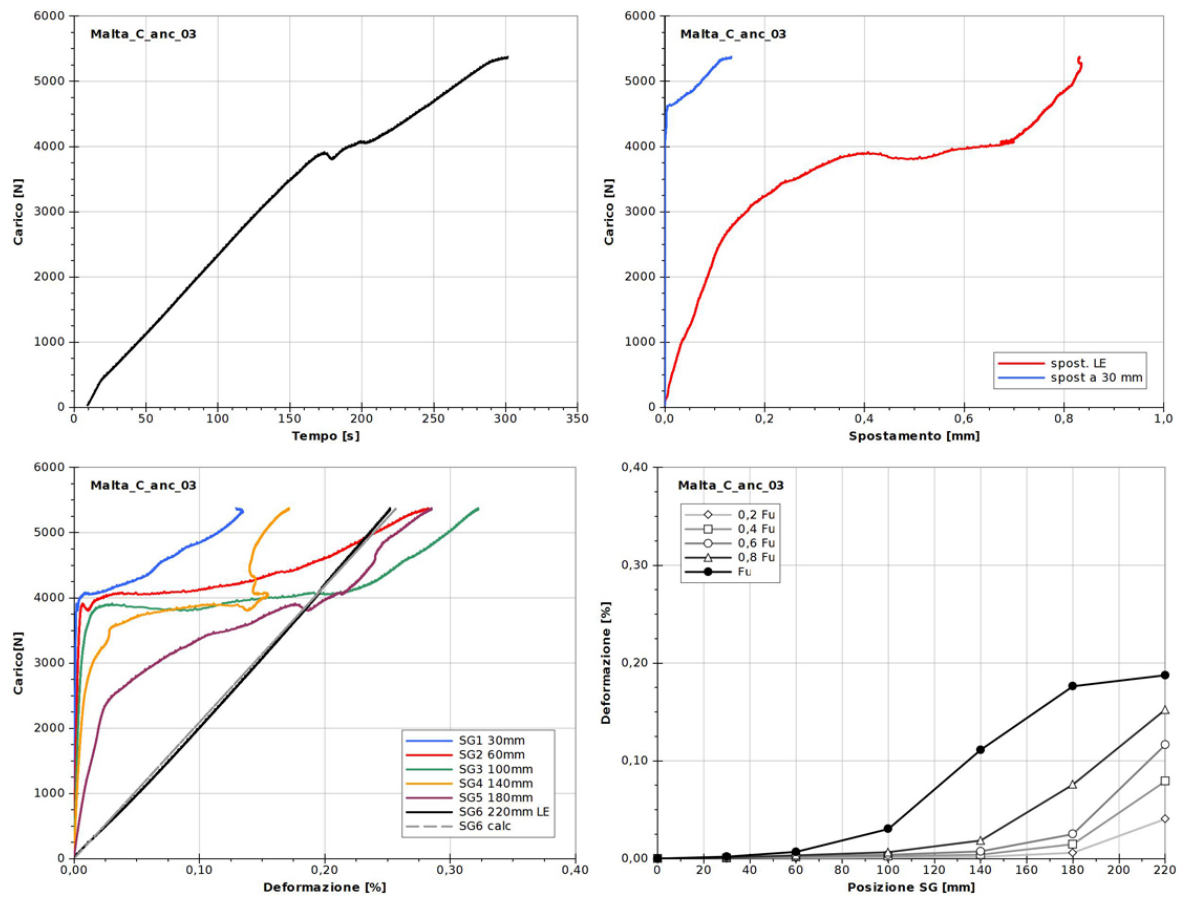 Malta_C_anc_03
Carico [N]
6000
5000
4000
3000
2000
1000
0
0 50 100 150 200 250 300 350
Tempo [s]
Malta_C_anc_03
Carico [N]
6000
5000
4000
3000
2000
1000
0
spost. LE
spost a 30 mm
0,0 0,2 0,4 0,6 0,8 1,0
Spostamento [mm]
Malta_C_anc_03
Carico[N]
6000
5000
4000
3000
2000
1000
0
SG1 30mm
SG2 60mm
SG3 100mm
SG4 140mm
SG5 180mm
SG6 220mm LE
SG6 calc
0,00 0,10 0,20 0,30 0,40
Deformazione [%]
Malta_C_anc_03
0,2 Fu
0,4 Fu
0,6 Fu
0,8 Fu
Fu
Deformazione [%]
0,40
0,30
0,20
0,10
0,00
0 20 40 60 80 100 120 140 160 180 200 220
Posizione SG [mm]